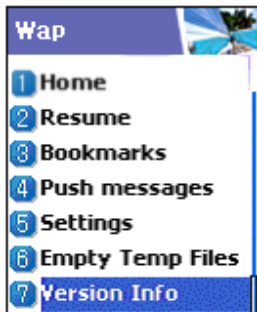 Wap
1 Home
2 Resume
3 Bookmarks
4 Push messages
5 Settings
6 Empty Temp Files
7 Version Info